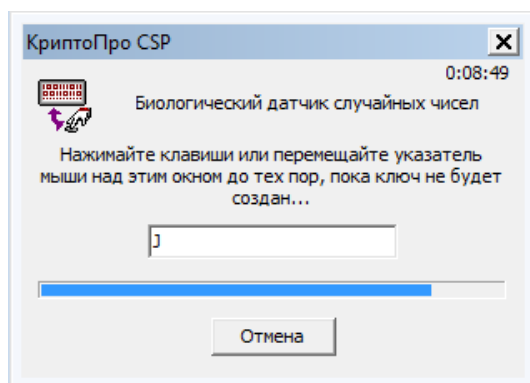 КриптоПро CSP
0:08:49
Биологический датчик случайных чисел
Нажимайте клавиши или перемещайте указатель
мыши над этим окном до тех пор, пока ключ не будет
создан...
J
Отмена